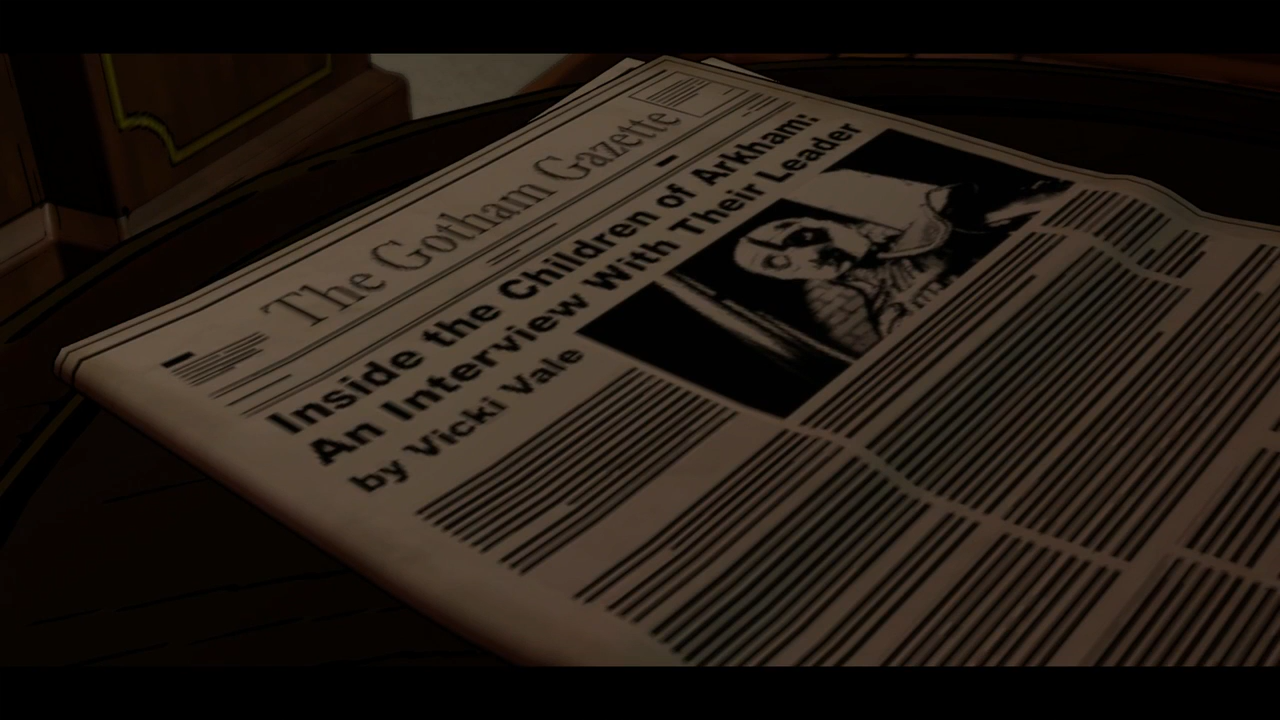 The Gotham Gazette
Inside the Children of Arkham:
An Interview With Their Leader
by Vicki Vale